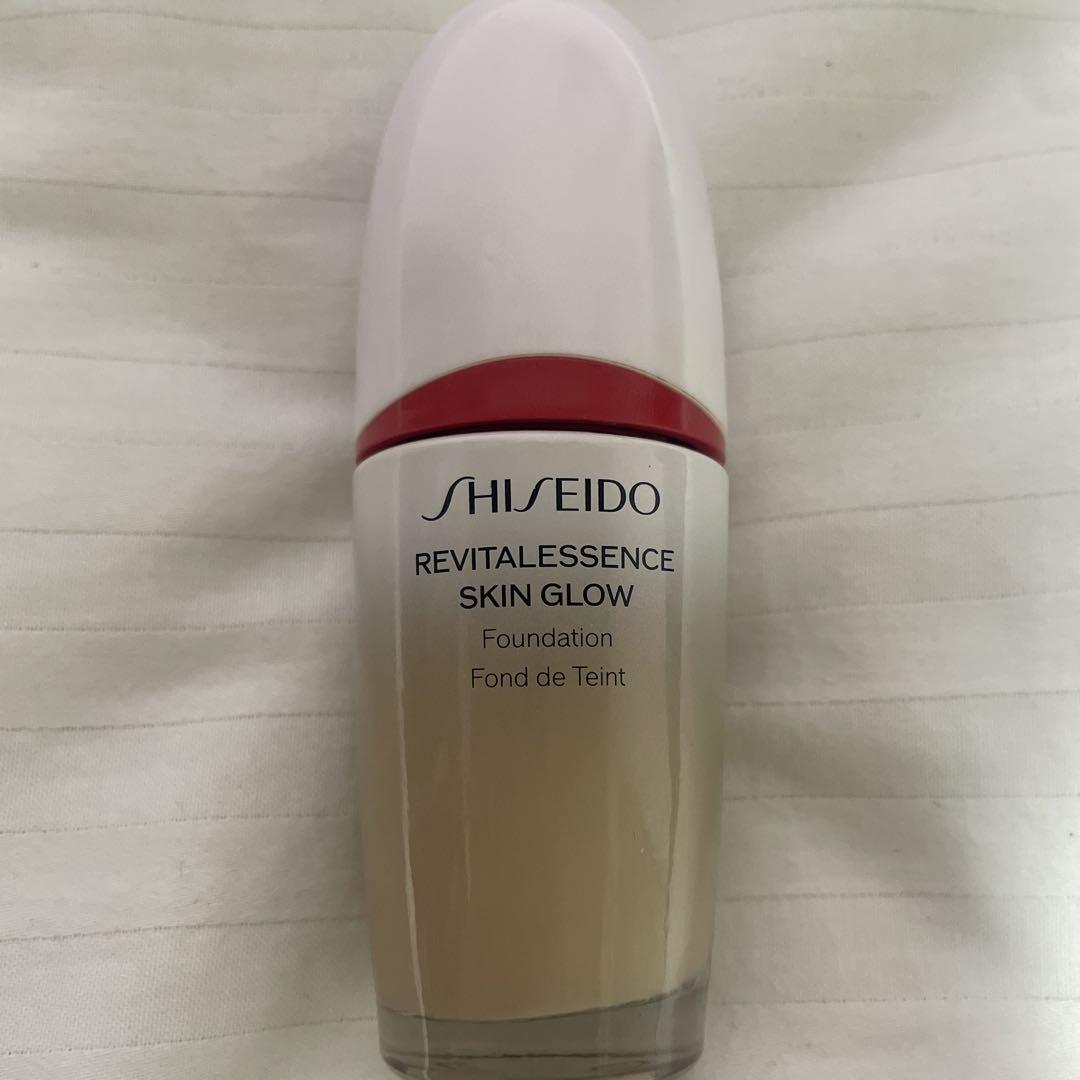 SHISEIDO
REVITALESSENCE
SKIN GLOW
Foundation
Fond de Teint